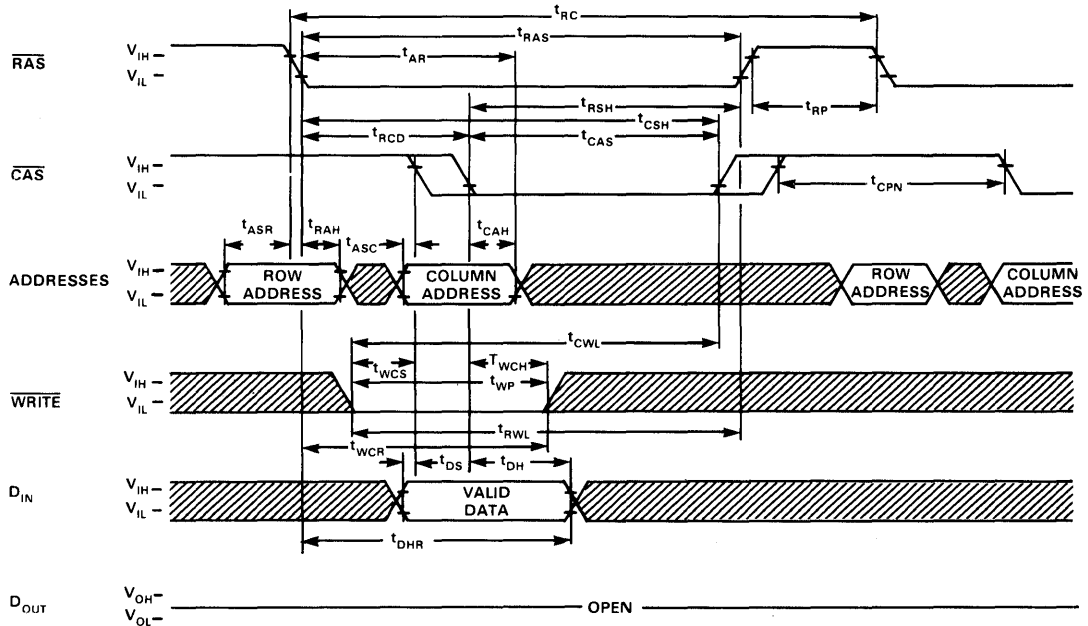 tRC
tRAS
tAR
RAS
VIH
VIL
tRSH
tRP
tCSH
tRCD
tCAS
CAS
VIH
VIL
tCPN
tASR
tRAH
tASC
tCAH
ADDRESSES
VIH
VIL
ROW
ADDRESS
COLUMN
ADDRESS
ROW
ADDRESS
COLUMN
ADDRESS
tCWL
tWCS
TWCH
tWP
WRITE
VIH
VIL
tRWL
tWCR
tDS
tDH
DIN
VIH
VIL
VALID
DATA
tDHR
DOUT
VOH
VOL
OPEN